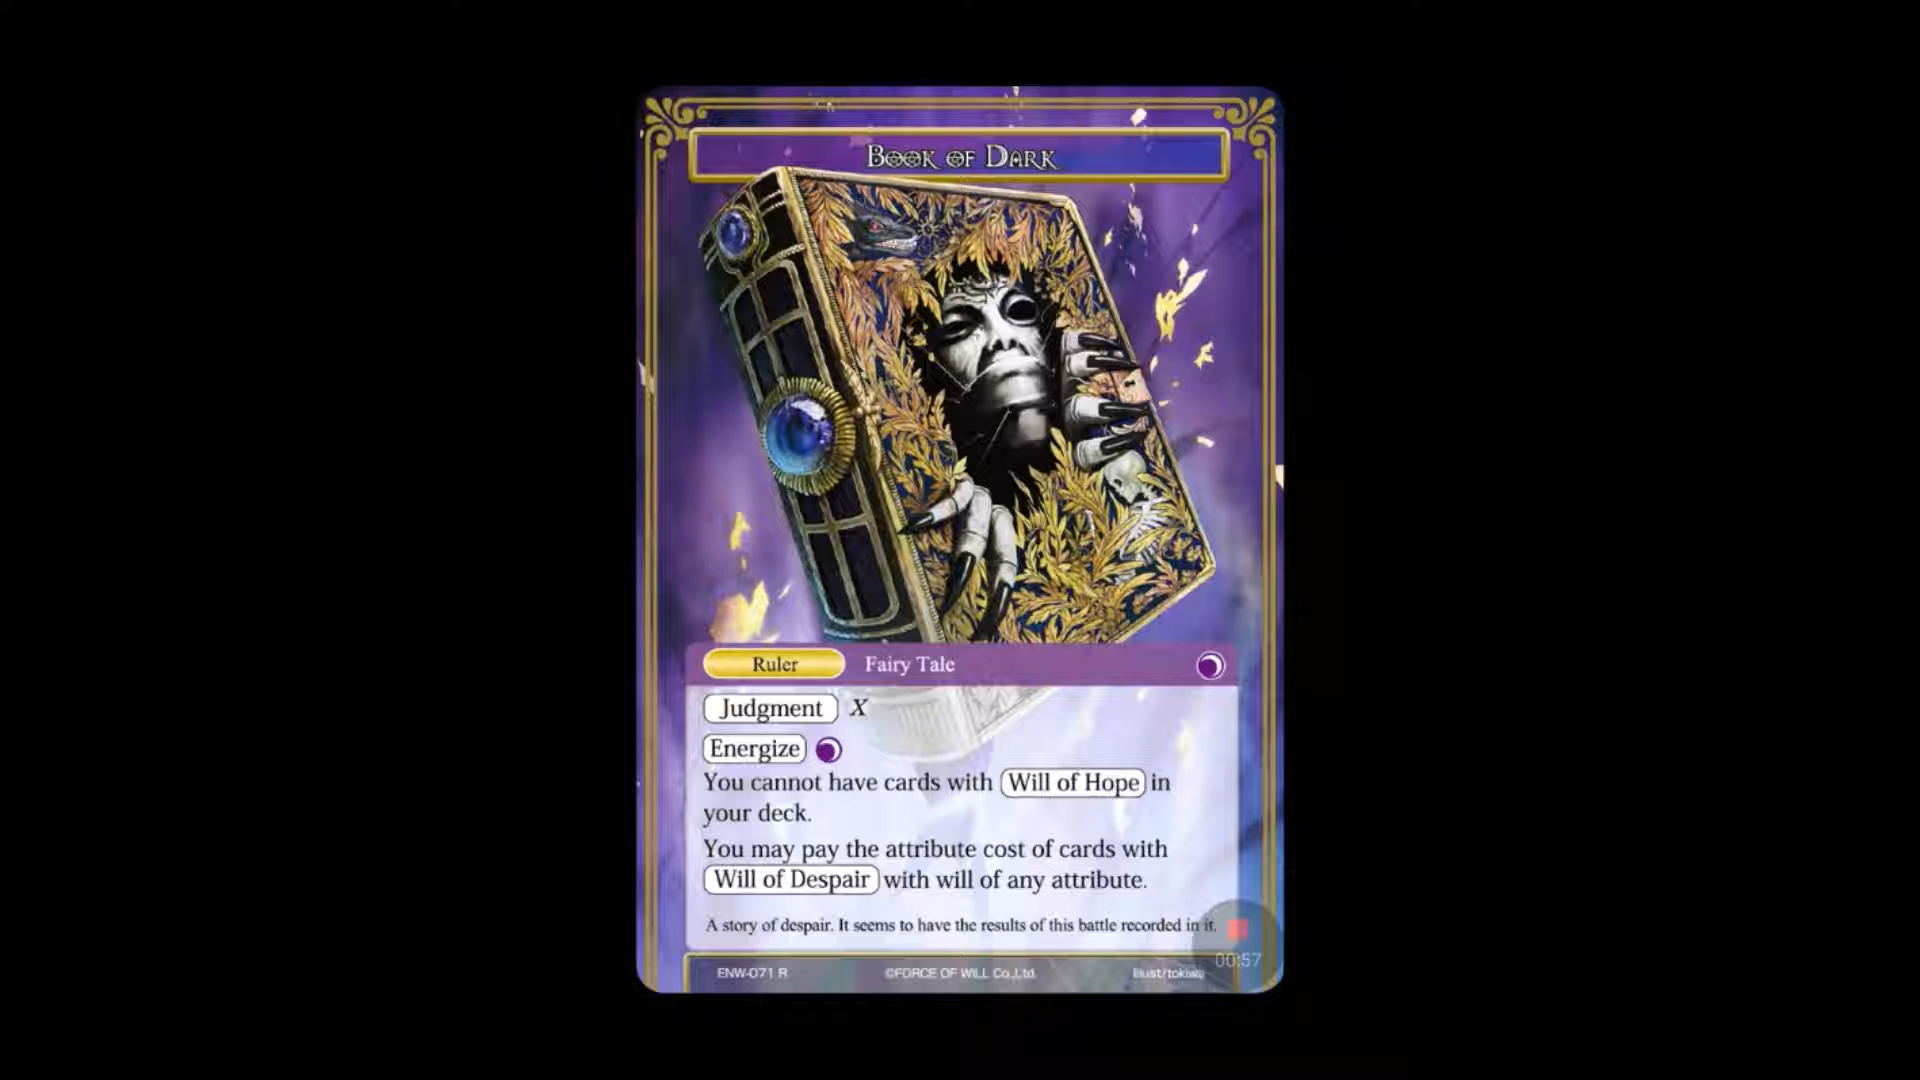 Book of Dark
Ruler Fairy Tale
Judgment X
Energize
You cannot have cards with Will of Hope in
your deck.
You may pay the attribute cost of cards with
Will of Despair with will of any attribute.
A story of despair. It seems to have the results of this battle recorded in it.
00:57
ENW-071 R ©FORCE OF WILL Co.,Ltd. Illust/tokiwa